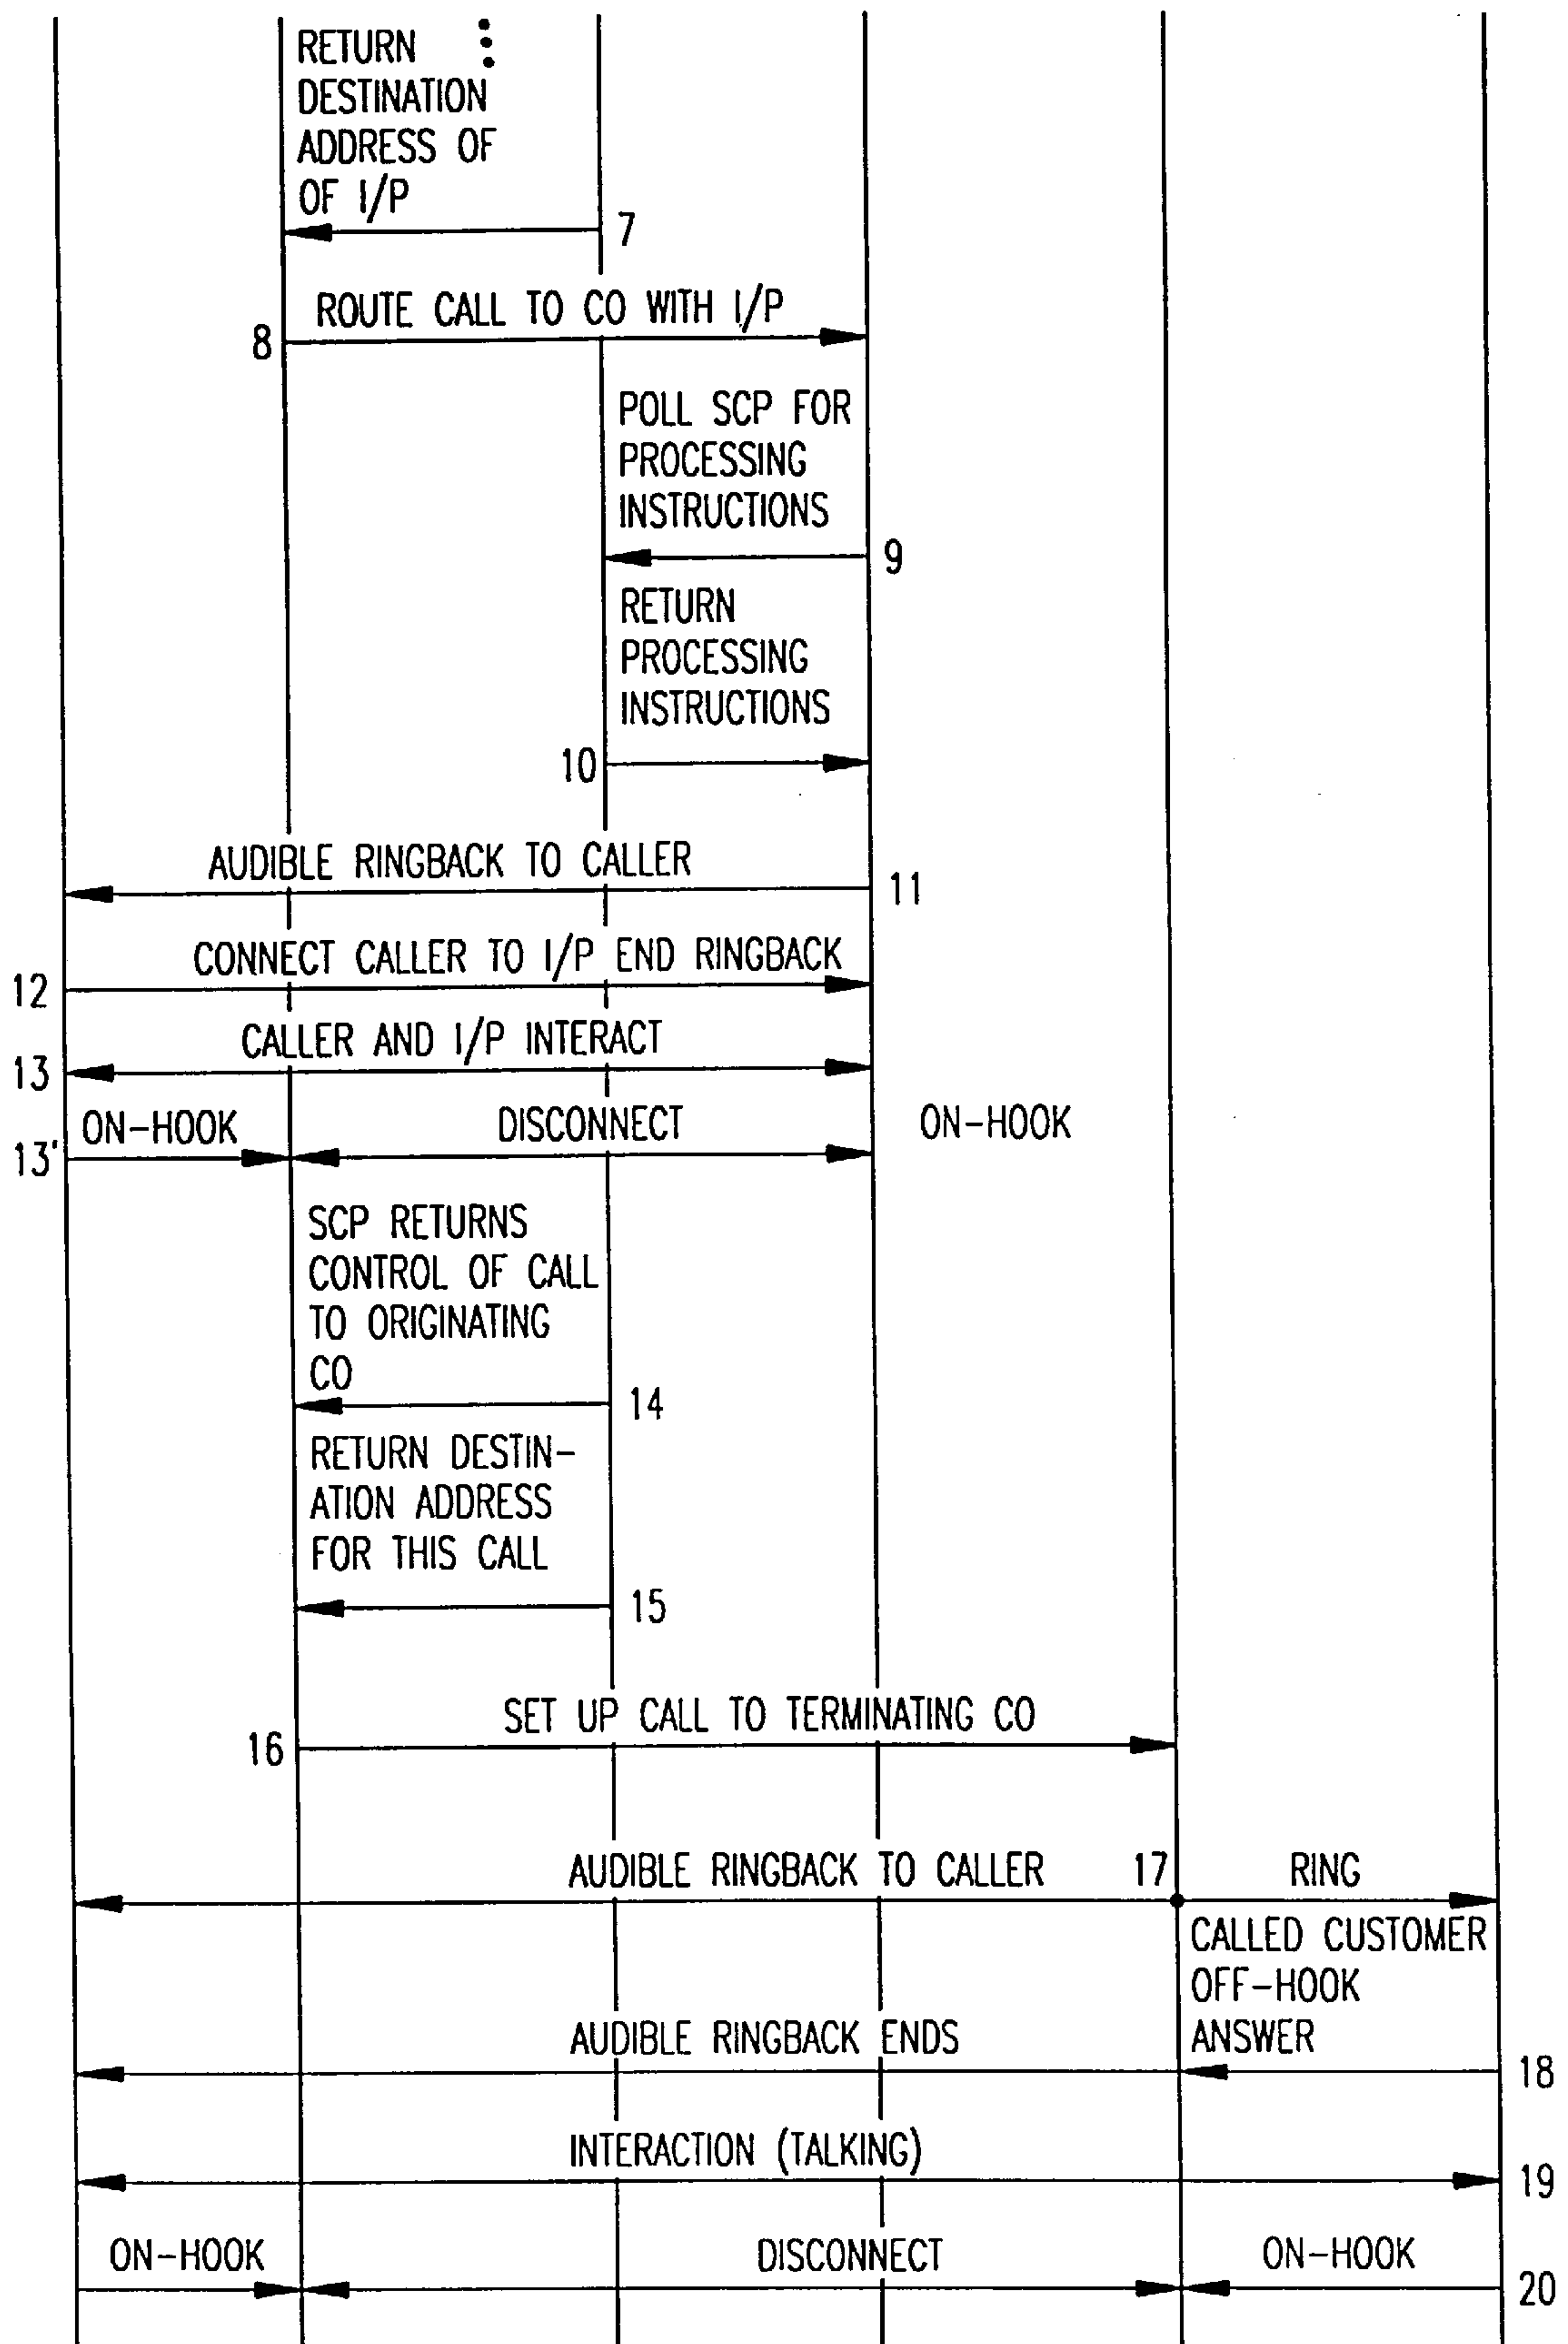 RETURN
DESTINATION
ADDRESS OF
OF I/P
7
ROUTE CALL TO CO WITH I/P
8
POLL SCP FOR
PROCESSING
INSTRUCTIONS
9
RETURN
PROCESSING
INSTRUCTIONS
10
AUDIBLE RINGBACK TO CALLER
11
CONNECT CALLER TO I/P END RINGBACK
12
CALLER AND I/P INTERACT
13
ON-HOOK DISCONNECT ON-HOOK
13'
SCP RETURNS
CONTROL OF CALL
TO ORIGINATING
CO
14
RETURN DESTIN-
ATION ADDRESS
FOR THIS CALL
15
SET UP CALL TO TERMINATING CO
16
AUDIBLE RINGBACK TO CALLER 17 RING
CALLED CUSTOMER
OFF-HOOK
ANSWER
AUDIBLE RINGBACK ENDS
18
INTERACTION (TALKING)
19
ON-HOOK DISCONNECT ON-HOOK
20